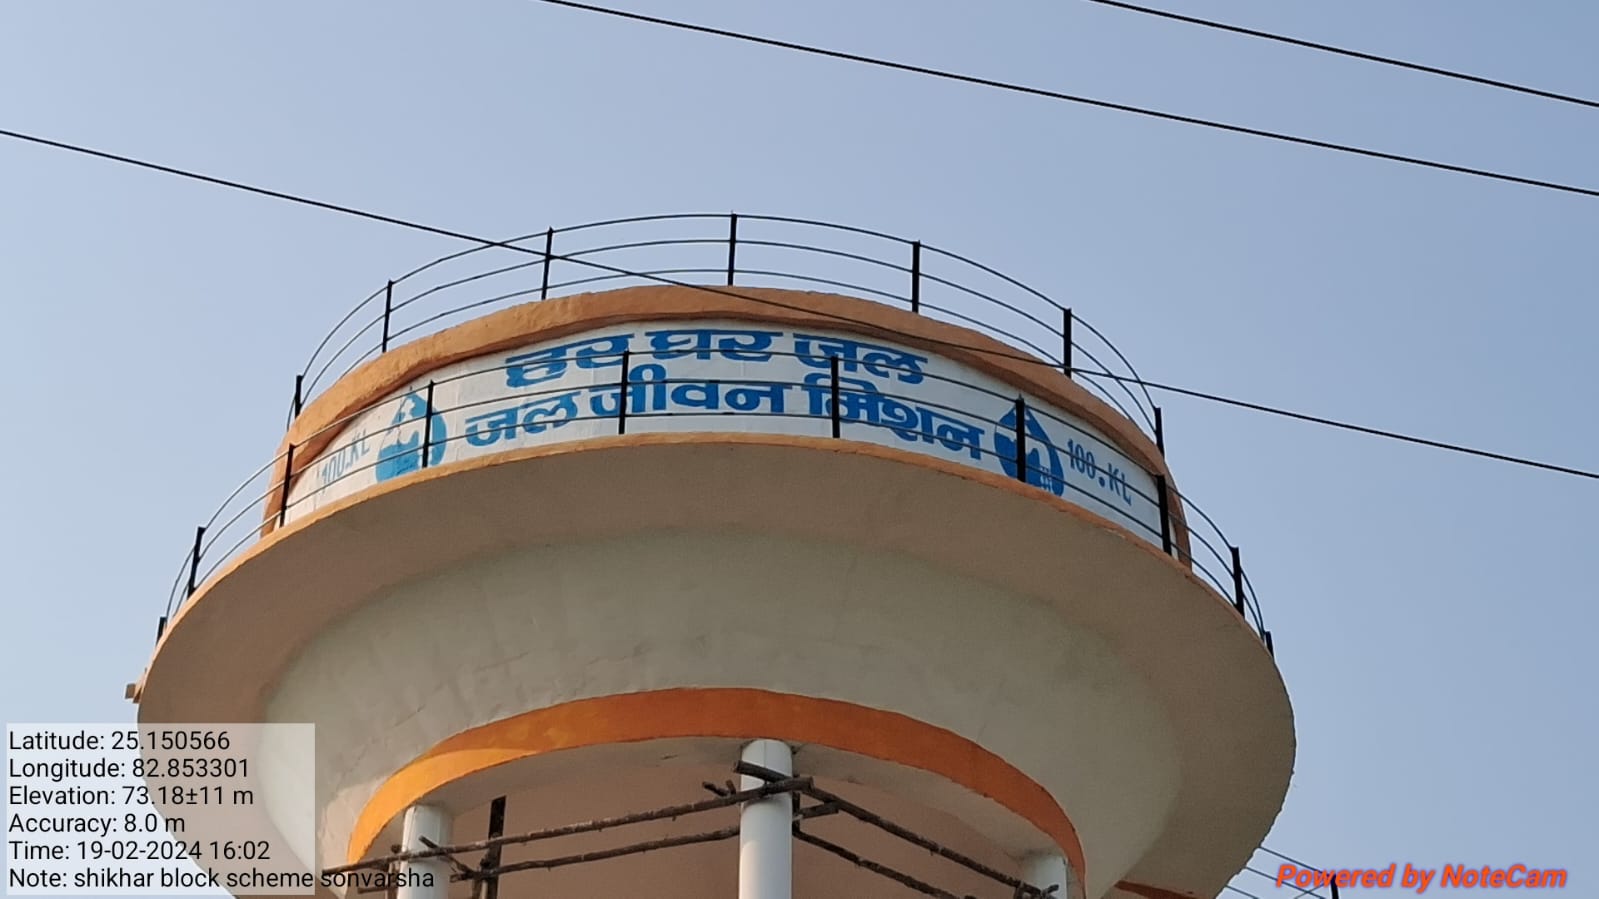 हर घर जल
जल जीवन मिशन
100.KL
100.KL
Latitude: 25.150566
Longitude: 82.853301
Elevation: 73.18±11 m
Accuracy: 8.0 m
Time: 19-02-2024 16:02
Note: shikhar block scheme sonvarsha
Powered by NoteCam